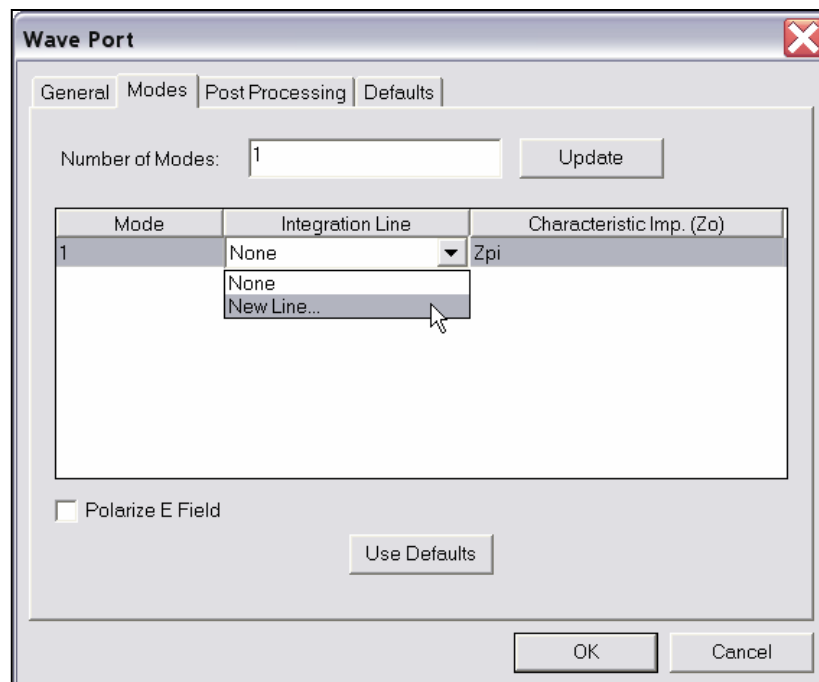 Wave Port
General Modes Post Processing Defaults
Number of Modes: 1 Update
Mode Integration Line Characteristic Imp. (Zo)
1 None Zpi
None
New Line...
Polarize E Field
Use Defaults
OK Cancel